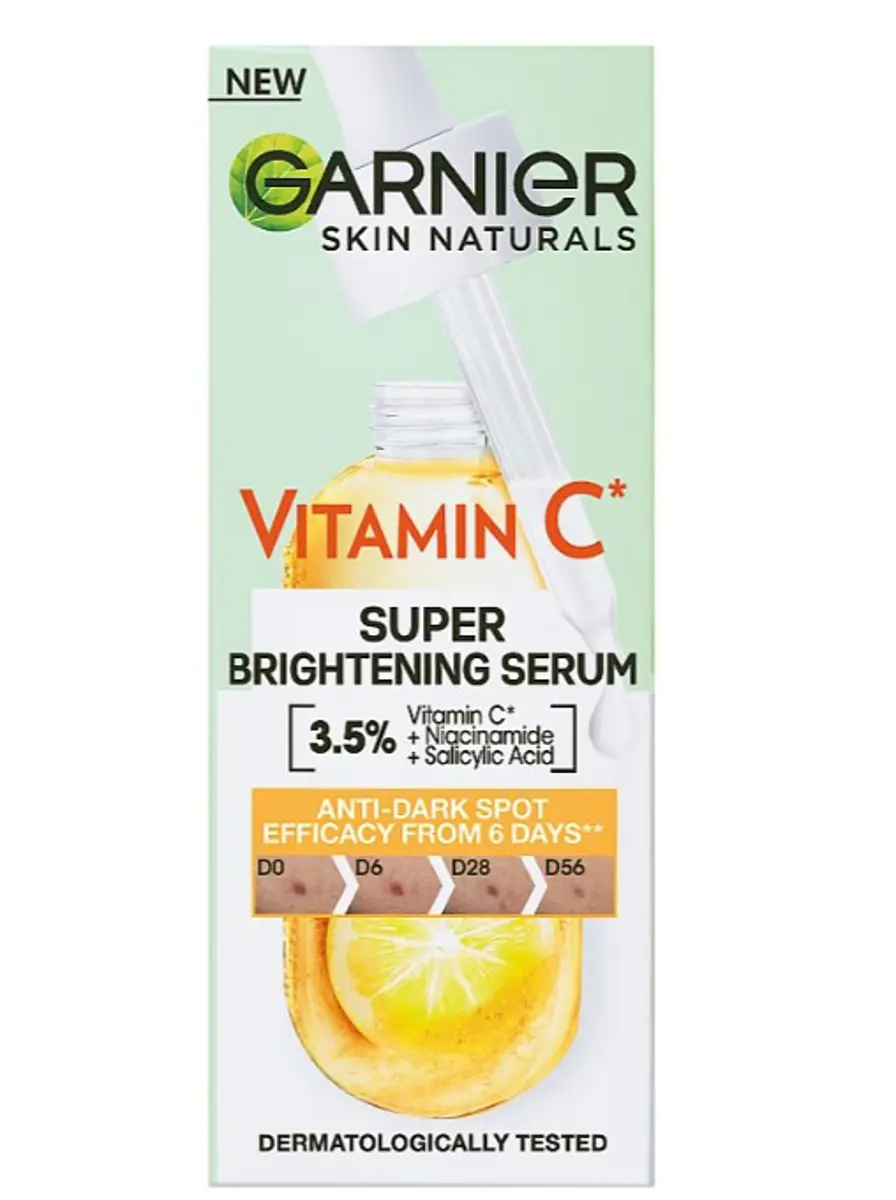 NEW
GARNIER
SKIN NATURALS
VITAMIN C*
SUPER
BRIGHTENING SERUM
3.5% Vitamin C*
+ Niacinamide
+ Salicylic Acid
ANTI-DARK SPOT
EFFICACY FROM 6 DAYS**
D0 D6 D28 D56
DERMATOLOGICALLY TESTED